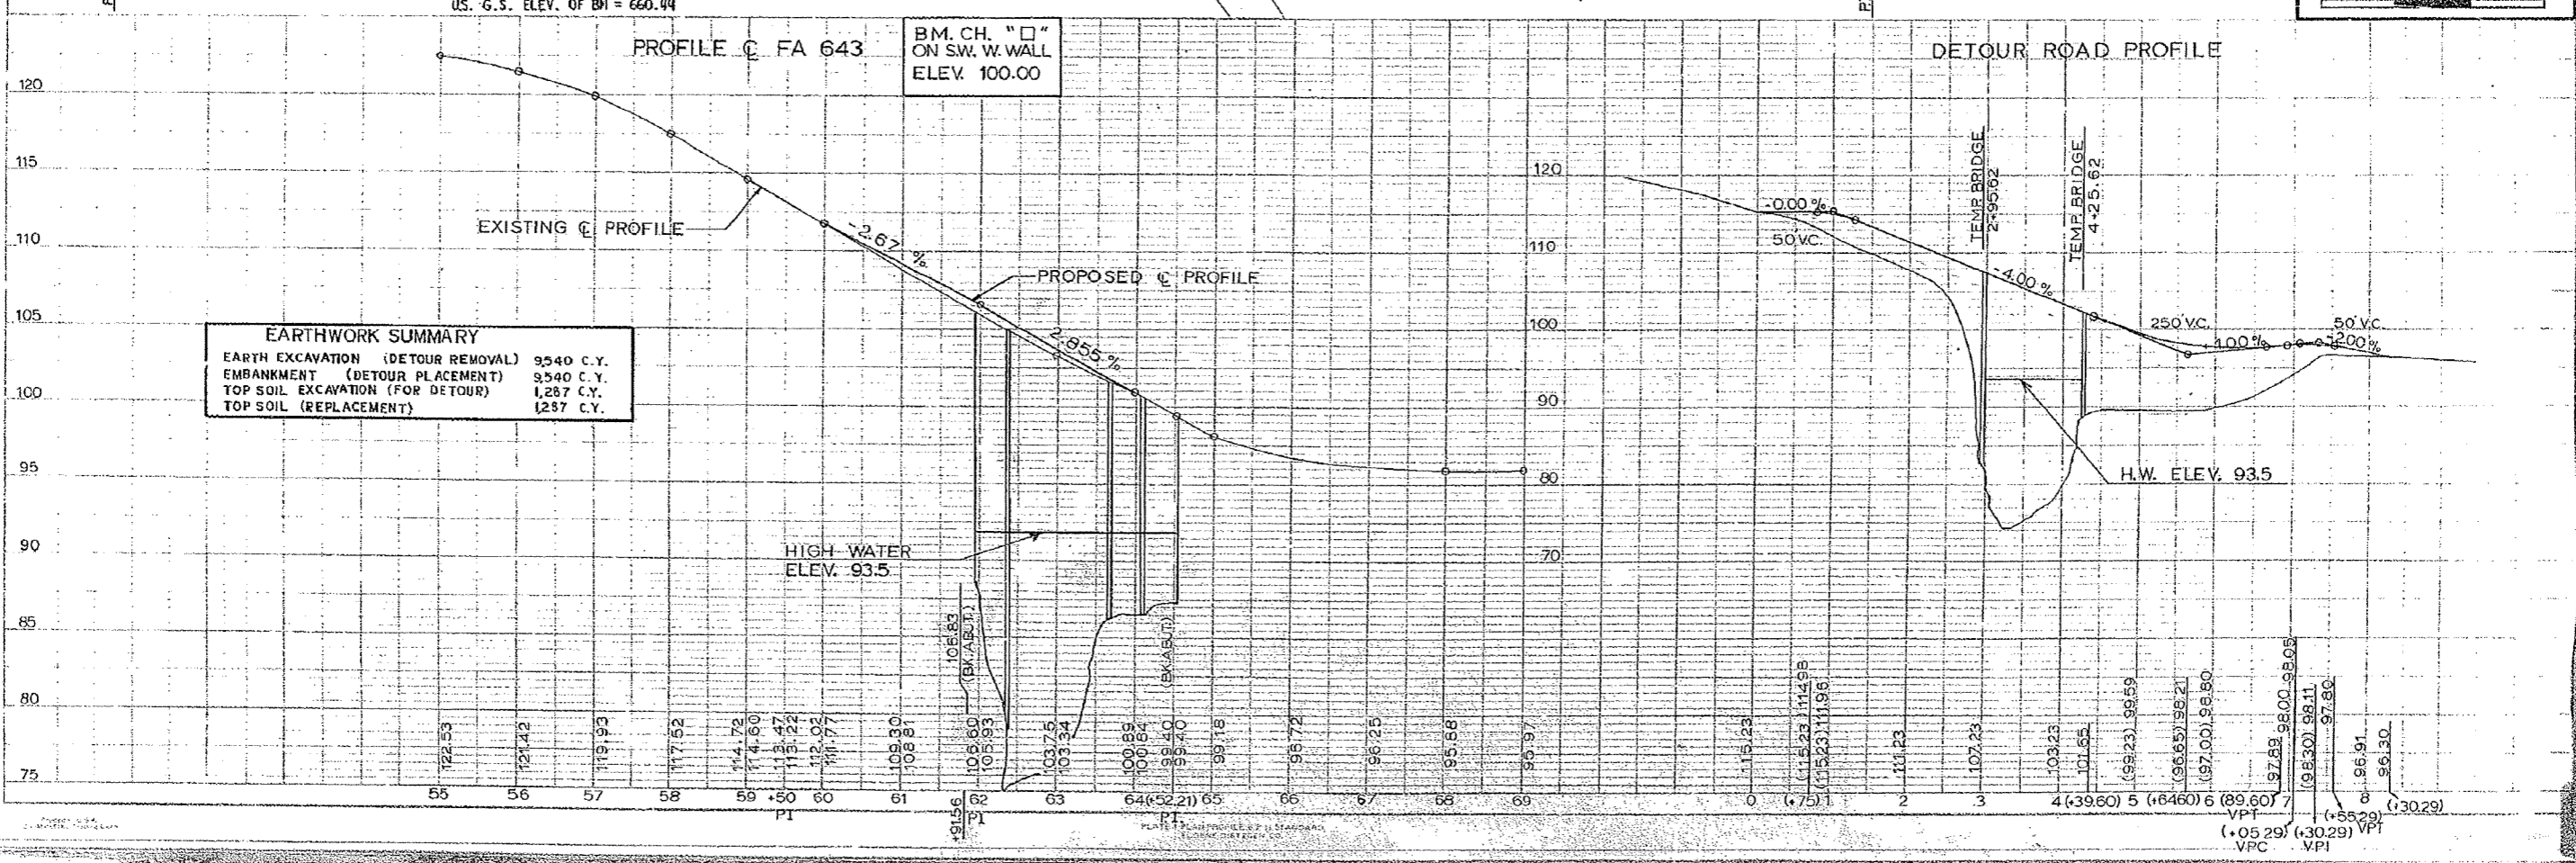 U.S. G.S. ELEV. OF BM = 660.44
PROFILE ℄ FA 643
BM. CH. "□"
ON S.W. W. WALL
ELEV. 100.00
DETOUR ROAD PROFILE
120
115
110
105
100
95
90
85
80
75
EXISTING ℄ PROFILE
-2.67 %
PROPOSED ℄ PROFILE
2.855 %
EARTHWORK SUMMARY
EARTH EXCAVATION (DETOUR REMOVAL) 9,540 C.Y.
EMBANKMENT (DETOUR PLACEMENT) 9,540 C.Y.
TOP SOIL EXCAVATION (FOR DETOUR) 1,287 C.Y.
TOP SOIL (REPLACEMENT) 1,287 C.Y.
HIGH WATER
ELEV. 93.5
(BK.ABUT.)
(BK.ABUT.)
122.53
121.42
119.93
117.52
114.72
114.60
113.47
113.22
112.02
111.77
109.30
108.81
106.60
105.93
103.75
103.34
100.89
100.84
99.40
99.40
99.18
96.72
96.25
95.88
95.97
55 56 57 58 59 +50 60 61 62 63 64 (+52.21) 65 66 67 68 69
PI
+91.56
PI
PI
120
110
100
90
80
70
-0.00 %
50' V.C.
TEMP. BRIDGE
2+95.62
TEMP. BRIDGE
4+25.62
-4.00 %
250' V.C.
+1.00 %
50' V.C.
-2.00 %
H.W. ELEV. 93.5
115.23
(115.23) 114.98
111.23
107.23
103.23
101.65
(99.23) 99.59
(96.65) 98.21
(97.00) 98.80
(97.89) 98.00
98.05
(98.30) 98.11
97.80
96.91
96.30
0 (+75) 1 2 3 4 (+39.60) 5 (+64.60) 6 (89.60) 7 8 (+30.29)
VPT
(+55.29)
VPT
(+05.29) (+30.29)
VPC VPI